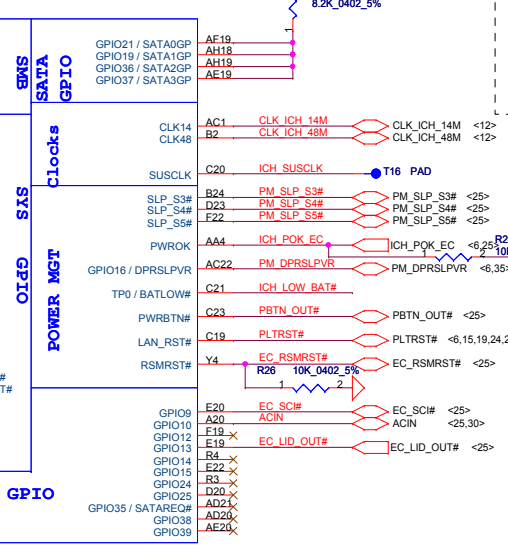 8.2K_0402_5%
1
SMB
SATA
GPIO
GPIO21 / SATA0GP AF19
GPIO19 / SATA1GP AH18
GPIO36 / SATA2GP AH19
GPIO37 / SATA3GP AE19
Clocks
CLK14 AC1 CLK_ICH_14M CLK_ICH_14M <12>
CLK48 B2 CLK_ICH_48M CLK_ICH_48M <12>
SUSCLK C20 ICH_SUSCLK T16 PAD
SYS
GPIO
POWER MGT
SLP_S3# B24 PM_SLP_S3# PM_SLP_S3# <25>
SLP_S4# D23 PM_SLP_S4# PM_SLP_S4# <25>
SLP_S5# F22 PM_SLP_S5# PM_SLP_S5# <25>
PWROK AA4 ICH_POK_EC ICH_POK_EC <6,25>
1 2
GPIO16 / DPRSLPVR AC22 PM_DPRSLPVR PM_DPRSLPVR <6,35>
TP0 / BATLOW# C21 ICH_LOW_BAT#
PWRBTN# C23 PBTN_OUT# PBTN_OUT# <25>
LAN_RST# C19 PLTRST# PLTRST# <6,15,19,24,2
RSMRST# Y4 EC_RSMRST# EC_RSMRST# <25>
R26 10K_0402_5%
1 2
GPIO9 E20 EC_SCI# EC_SCI# <25>
GPIO10 A20 ACIN ACIN <25,30>
GPIO12 F19
GPIO13 E19 EC_LID_OUT# EC_LID_OUT# <25>
GPIO14 R4
GPIO15 E22
GPIO24 R3
GPIO25 D20
GPIO35 / SATAREQ# AD21
GPIO38 AD20
GPIO39 AE20
#
T#
GPIO